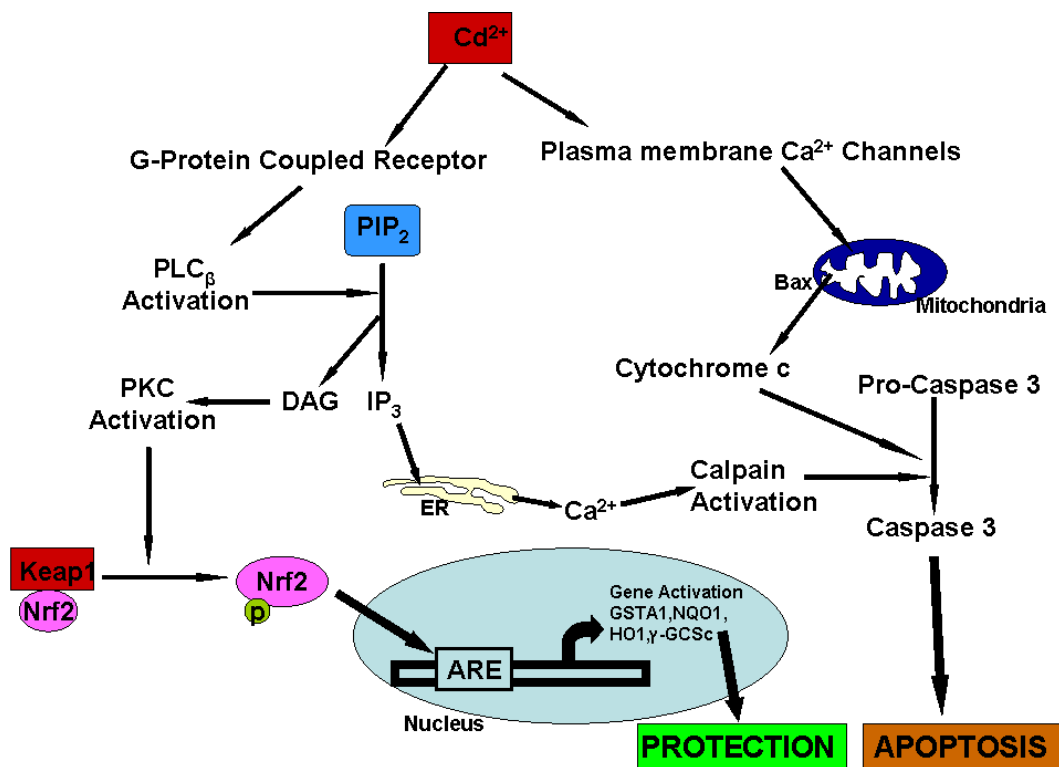 Cd²⁺
G-Protein Coupled Receptor
Plasma membrane Ca²⁺ Channels
PIP₂
PLCᵦ
Activation
Bax
Mitochondria
Cytochrome c
Pro-Caspase 3
PKC
Activation
DAG
IP₃
Calpain
Activation
ER
Ca²⁺
Caspase 3
Keap1
Nrf2
Nrf2
p
Gene Activation
GSTA1,NQO1,
HO1,γ-GCSc
ARE
Nucleus
PROTECTION
APOPTOSIS